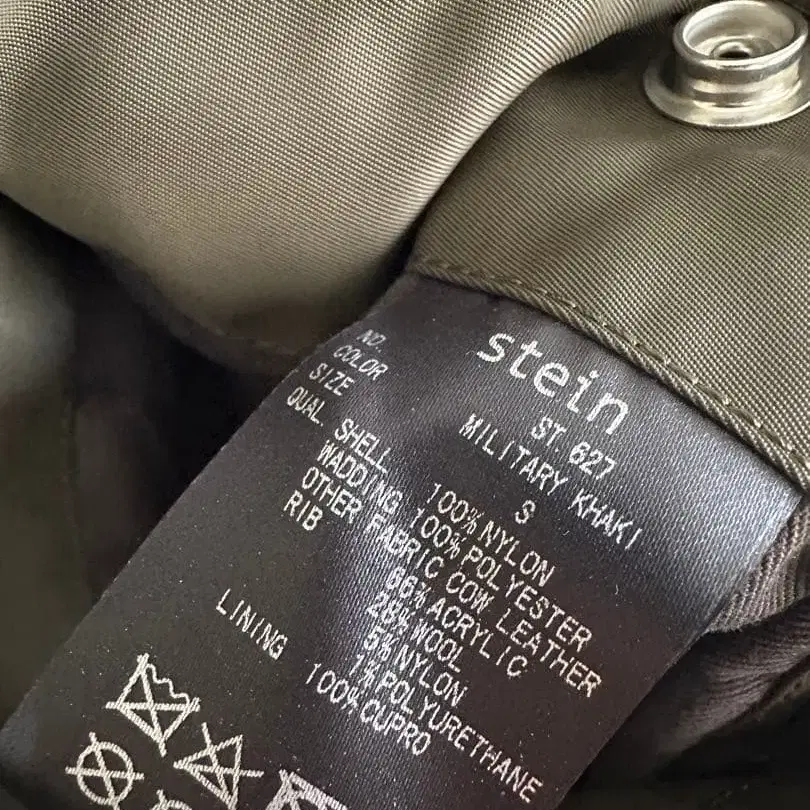 stein
NO. ST. 627
COLOR MILITARY KHAKI
SIZE S
QUAL. SHELL 100% NYLON
WADDING 100% POLYESTER
OTHER FABRIC COW LEATHER
RIB 66% ACRYLIC
28% WOOL
5% NYLON
1% POLYURETHANE
LINING 100% CUPRO